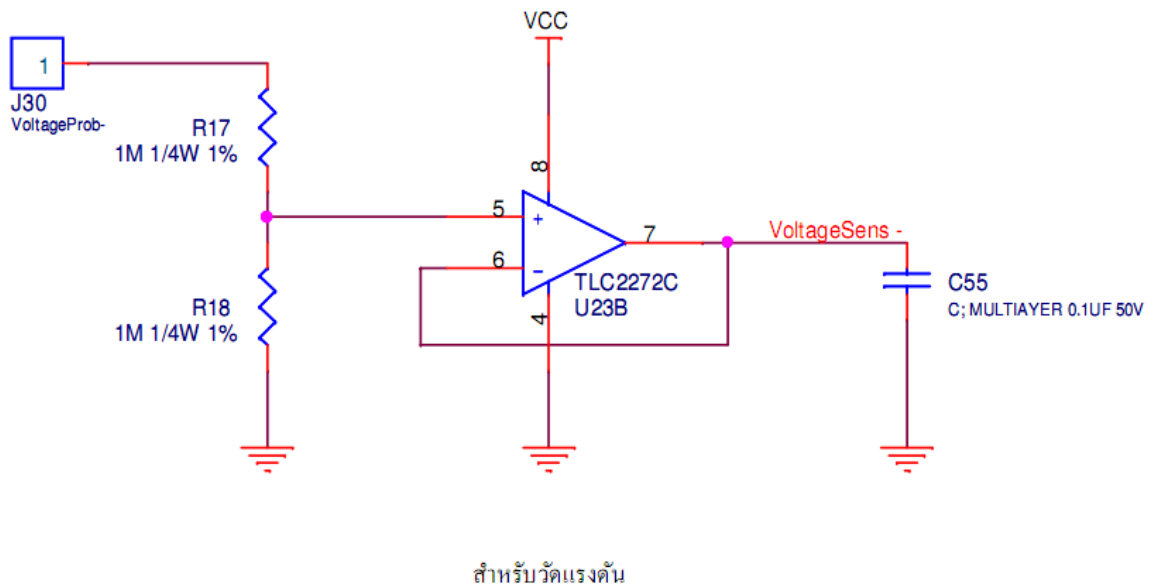 VCC
1
J30
VoltageProb-
R17
1M 1/4W 1%
8
5
+
7
VoltageSens -
6
-
TLC2272C
U23B
4
C55
C; MULTIAYER 0.1UF 50V
R18
1M 1/4W 1%
สำหรับวัดแรงดัน